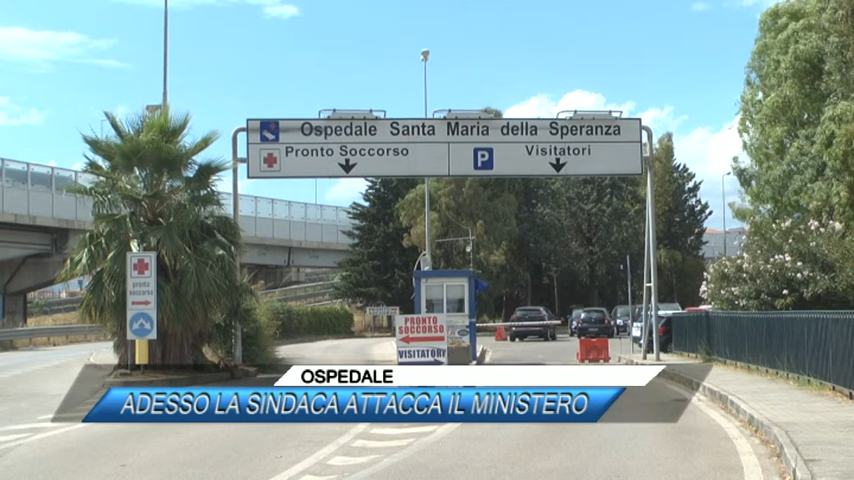 Ospedale Santa Maria della Speranza
Pronto Soccorso
P
Visitatori
pronto
soccorso
PRONTO
SOCCORSO
VISITATORI
OSPEDALE
ADESSO LA SINDACA ATTACCA IL MINISTERO